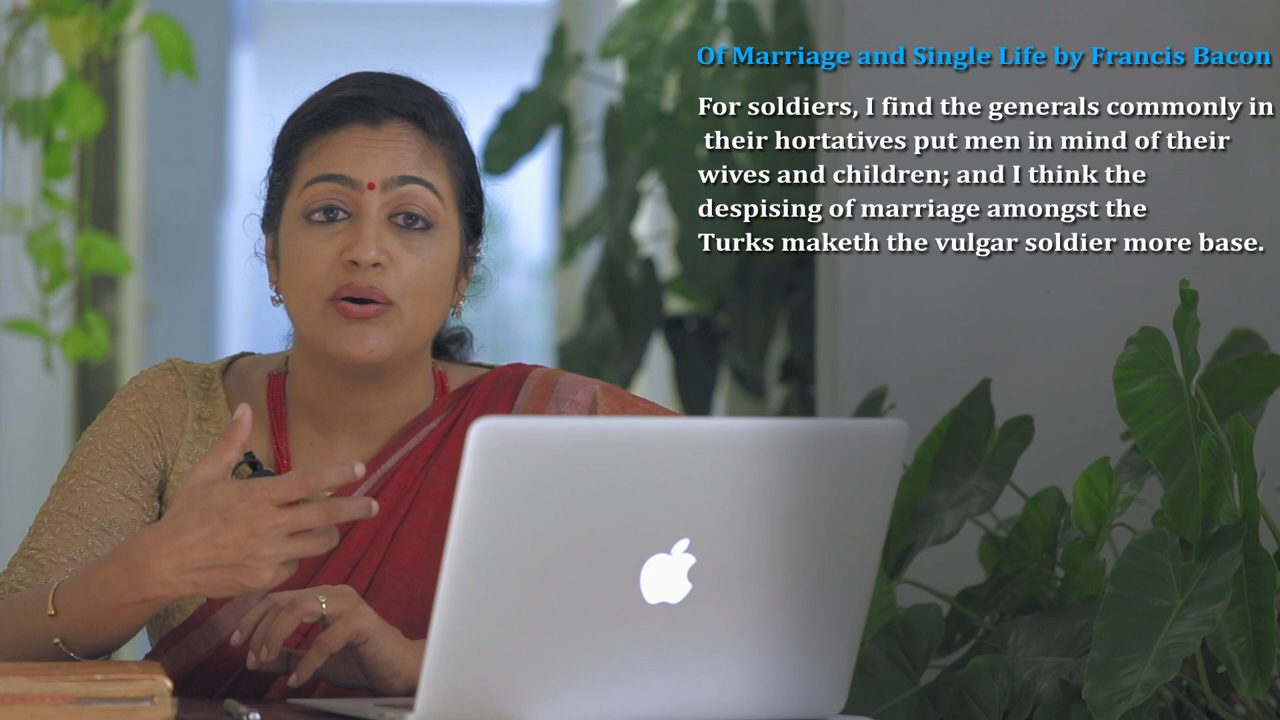 Of Marriage and Single Life by Francis Bacon
For soldiers, I find the generals commonly in
their hortatives put men in mind of their
wives and children; and I think the
despising of marriage amongst the
Turks maketh the vulgar soldier more base.